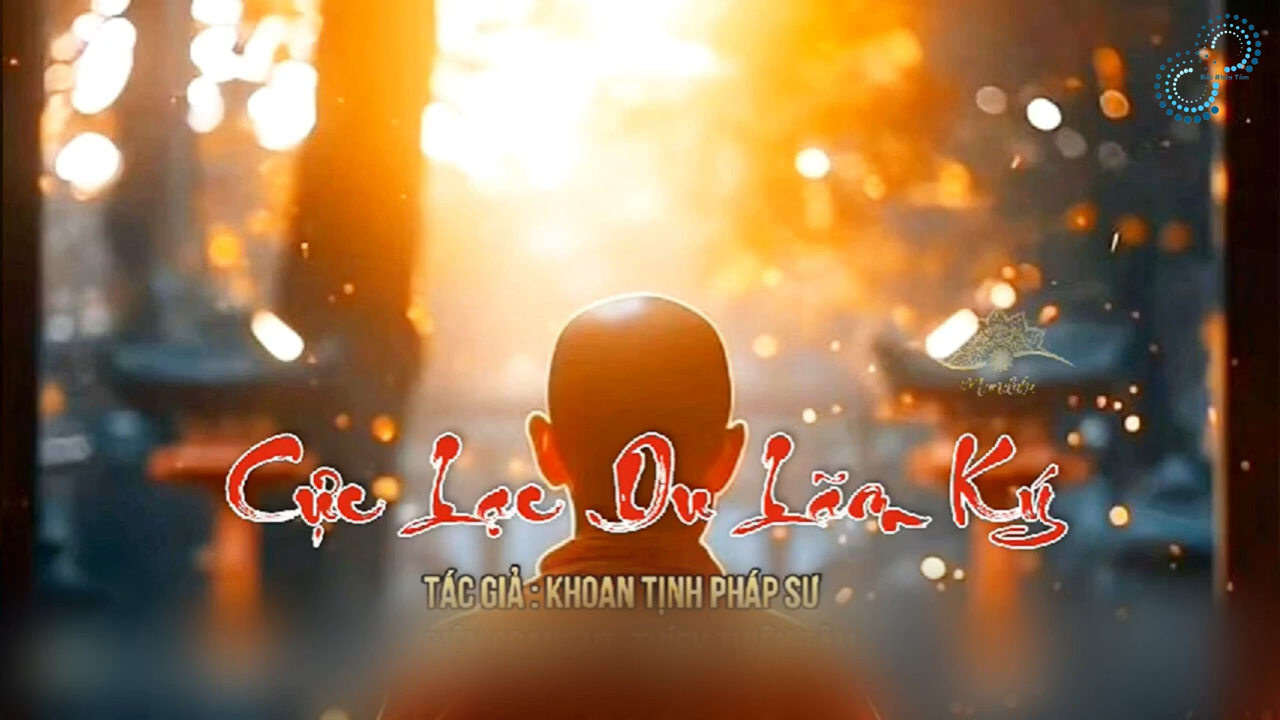 Cực Lạc Du Lãm Ký
TÁC GIẢ : KHOAN TỊNH PHÁP SƯ